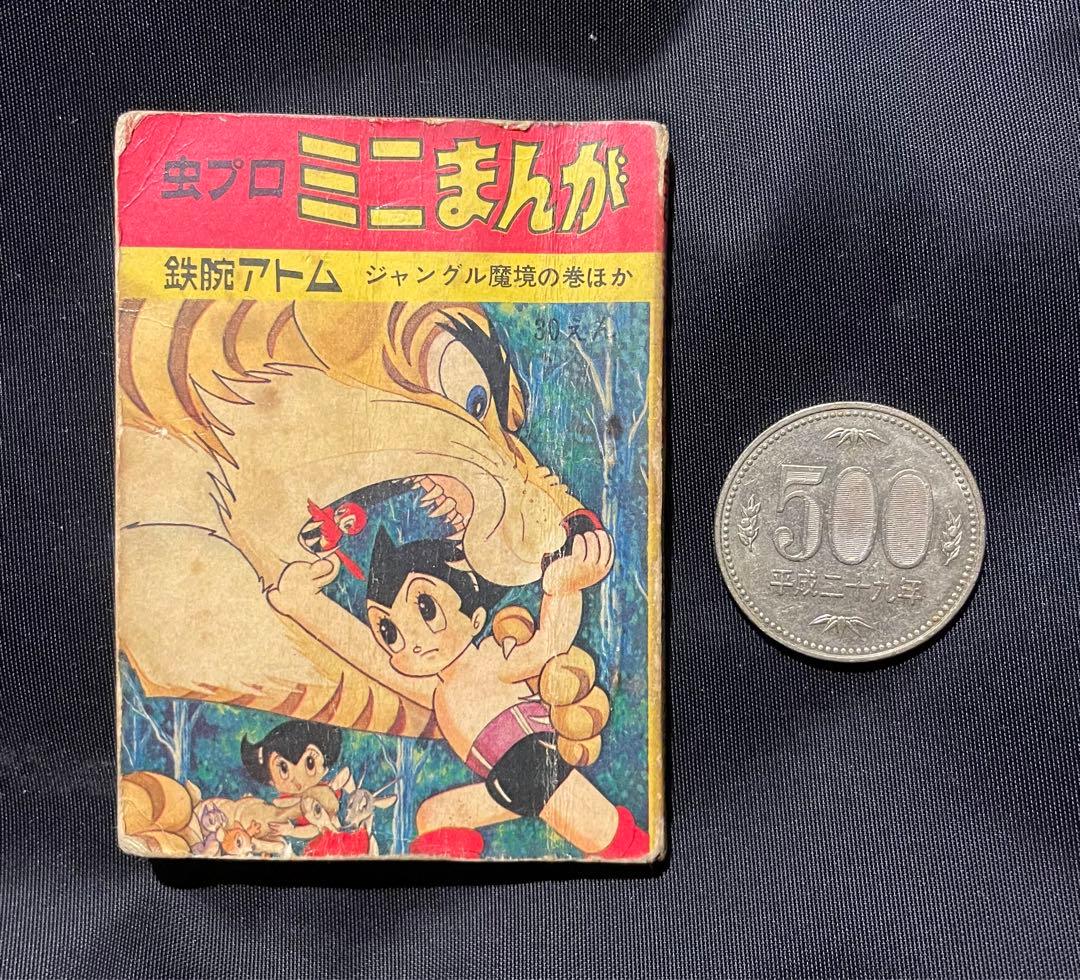 虫プロ ミニまんが
鉄腕アトム ジャングル魔境の巻ほか
30えん
500
平成二十九年